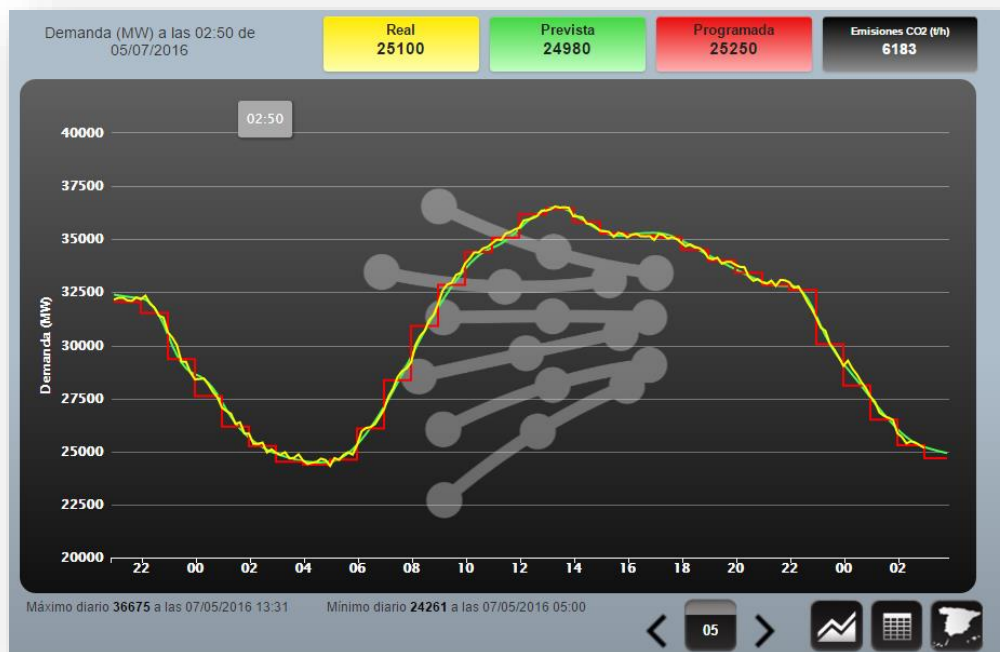 Demanda (MW) a las 02:50 de
05/07/2016
Real
25100
Prevista
24980
Programada
25250
Emisiones CO2 (t/h)
6183
02:50
40000
37500
35000
32500
30000
27500
25000
22500
20000
Demanda (MW)
22 00 02 04 06 08 10 12 14 16 18 20 22 00 02
Máximo diario 36675 a las 07/05/2016 13:31 Mínimo diario 24261 a las 07/05/2016 05:00
05